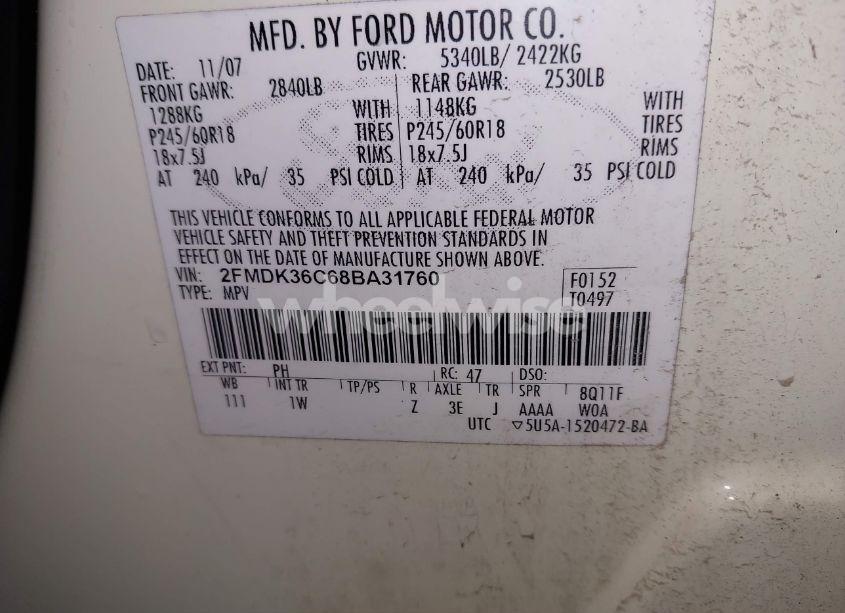 MFD. BY FORD MOTOR CO.
DATE: 11/07 GVWR: 5340LB/ 2422KG
FRONT GAWR: 2840LB REAR GAWR: 2530LB
1288KG WITH 1148KG WITH
P245/60R18 TIRES P245/60R18 TIRES
18x7.5J RIMS 18x7.5J RIMS
AT 240 kPa/ 35 PSI COLD AT 240 kPa/ 35 PSI COLD
THIS VEHICLE CONFORMS TO ALL APPLICABLE FEDERAL MOTOR
VEHICLE SAFETY AND THEFT PREVENTION STANDARDS IN
EFFECT ON THE DATE OF MANUFACTURE SHOWN ABOVE.
VIN: 2FMDK36C68BA31760 F0152
TYPE: MPV T0497
wheelwise
EXT PNT: PH RC: 47 DSO:
WB INT TR TP/PS R AXLE TR SPR 8Q11F
111 1W Z 3E J AAAA WOA
UTC ▽5U5A-1520472-BA